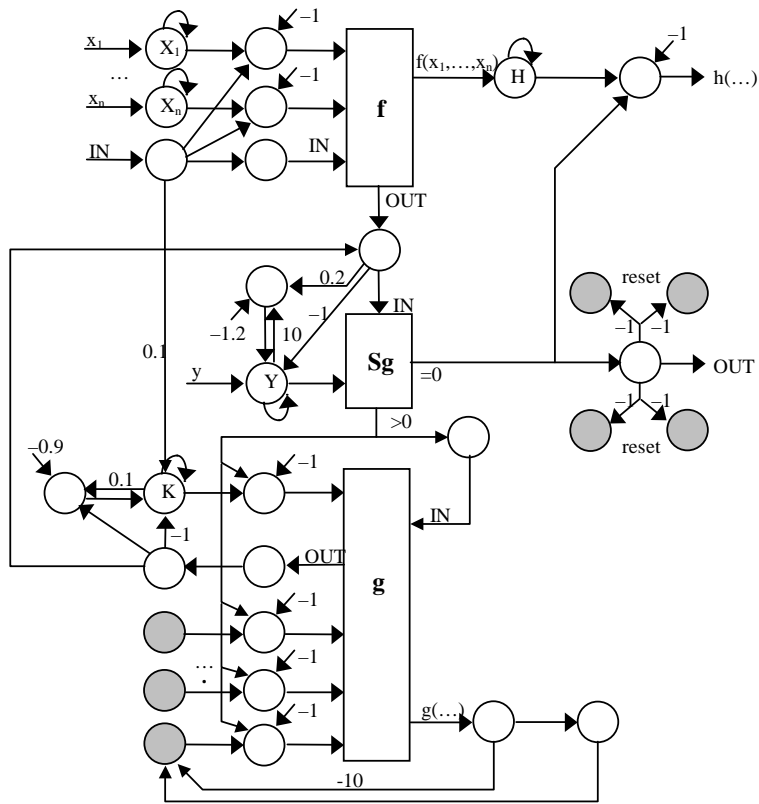 x₁ X₁ –1
… –1
xₙ Xₙ
IN IN
f
f(x₁,…,xₙ) H –1 h(…)
OUT
0.2
–1.2 10 –1
IN
0.1
y Y
Sg =0
>0
reset
–1 –1
OUT
–1 –1
reset
–0.9
0.1 K –1
–1
IN
OUT
g
–1
–1
…
.
–1
g(…)
-10